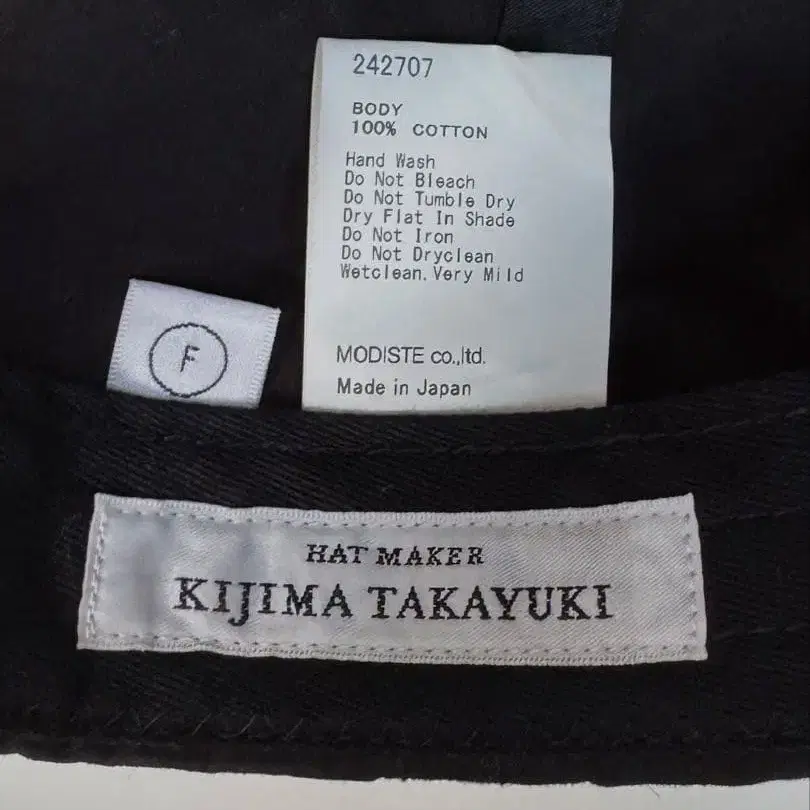 242707
BODY
100% COTTON
Hand Wash
Do Not Bleach
Do Not Tumble Dry
Dry Flat In Shade
Do Not Iron
Do Not Dryclean
Wetclean. Very Mild
MODISTE co.,ltd.
Made in Japan
F
HAT MAKER
KIJIMA TAKAYUKI